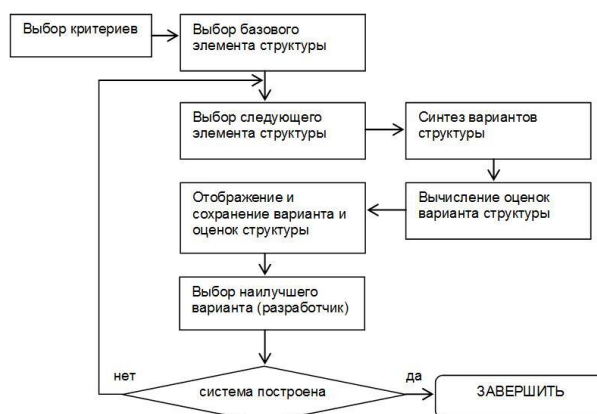 Выбор критериев
Выбор базового
элемента структуры
Выбор следующего
элемента структуры
Синтез вариантов
структуры
Вычисление оценок
варианта структуры
Отображение и
сохранение варианта и
оценок структуры
Выбор наилучшего
варианта (разработчик)
нет
система построена
да
ЗАВЕРШИТЬ